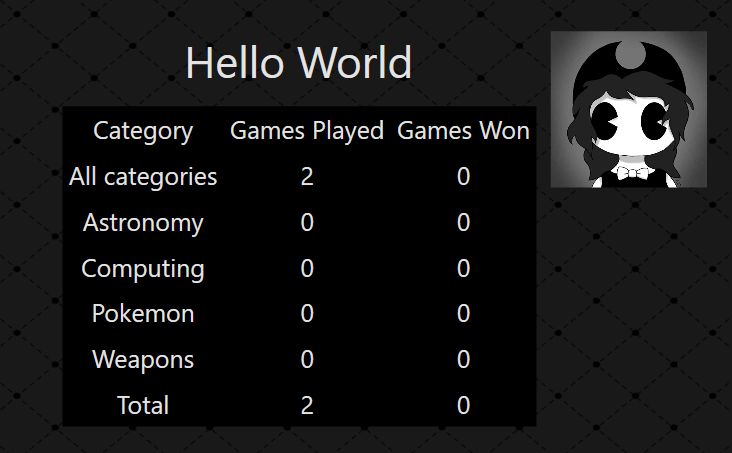 Hello World
Category Games Played Games Won
All categories 2 0
Astronomy 0 0
Computing 0 0
Pokemon 0 0
Weapons 0 0
Total 2 0